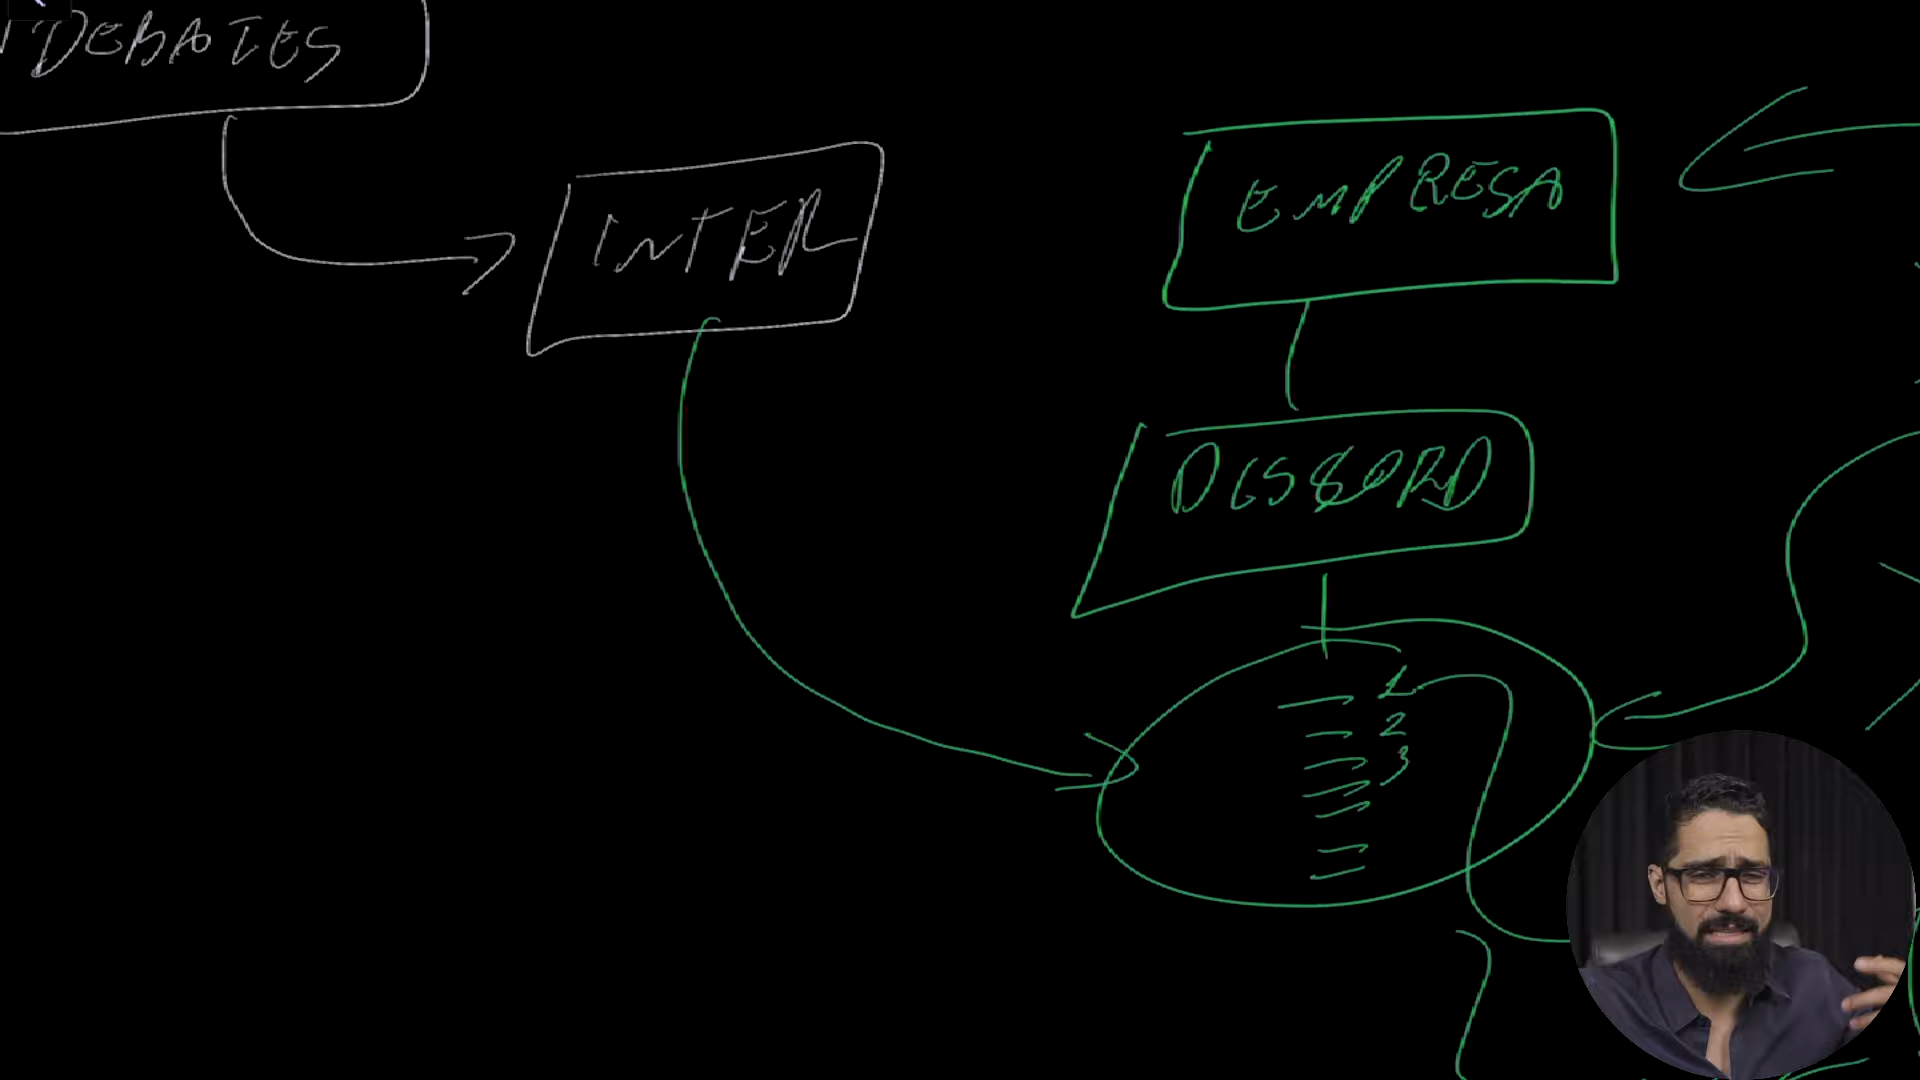 DEBATES
INTER
EMPRESA
DISCORD
1
2
3